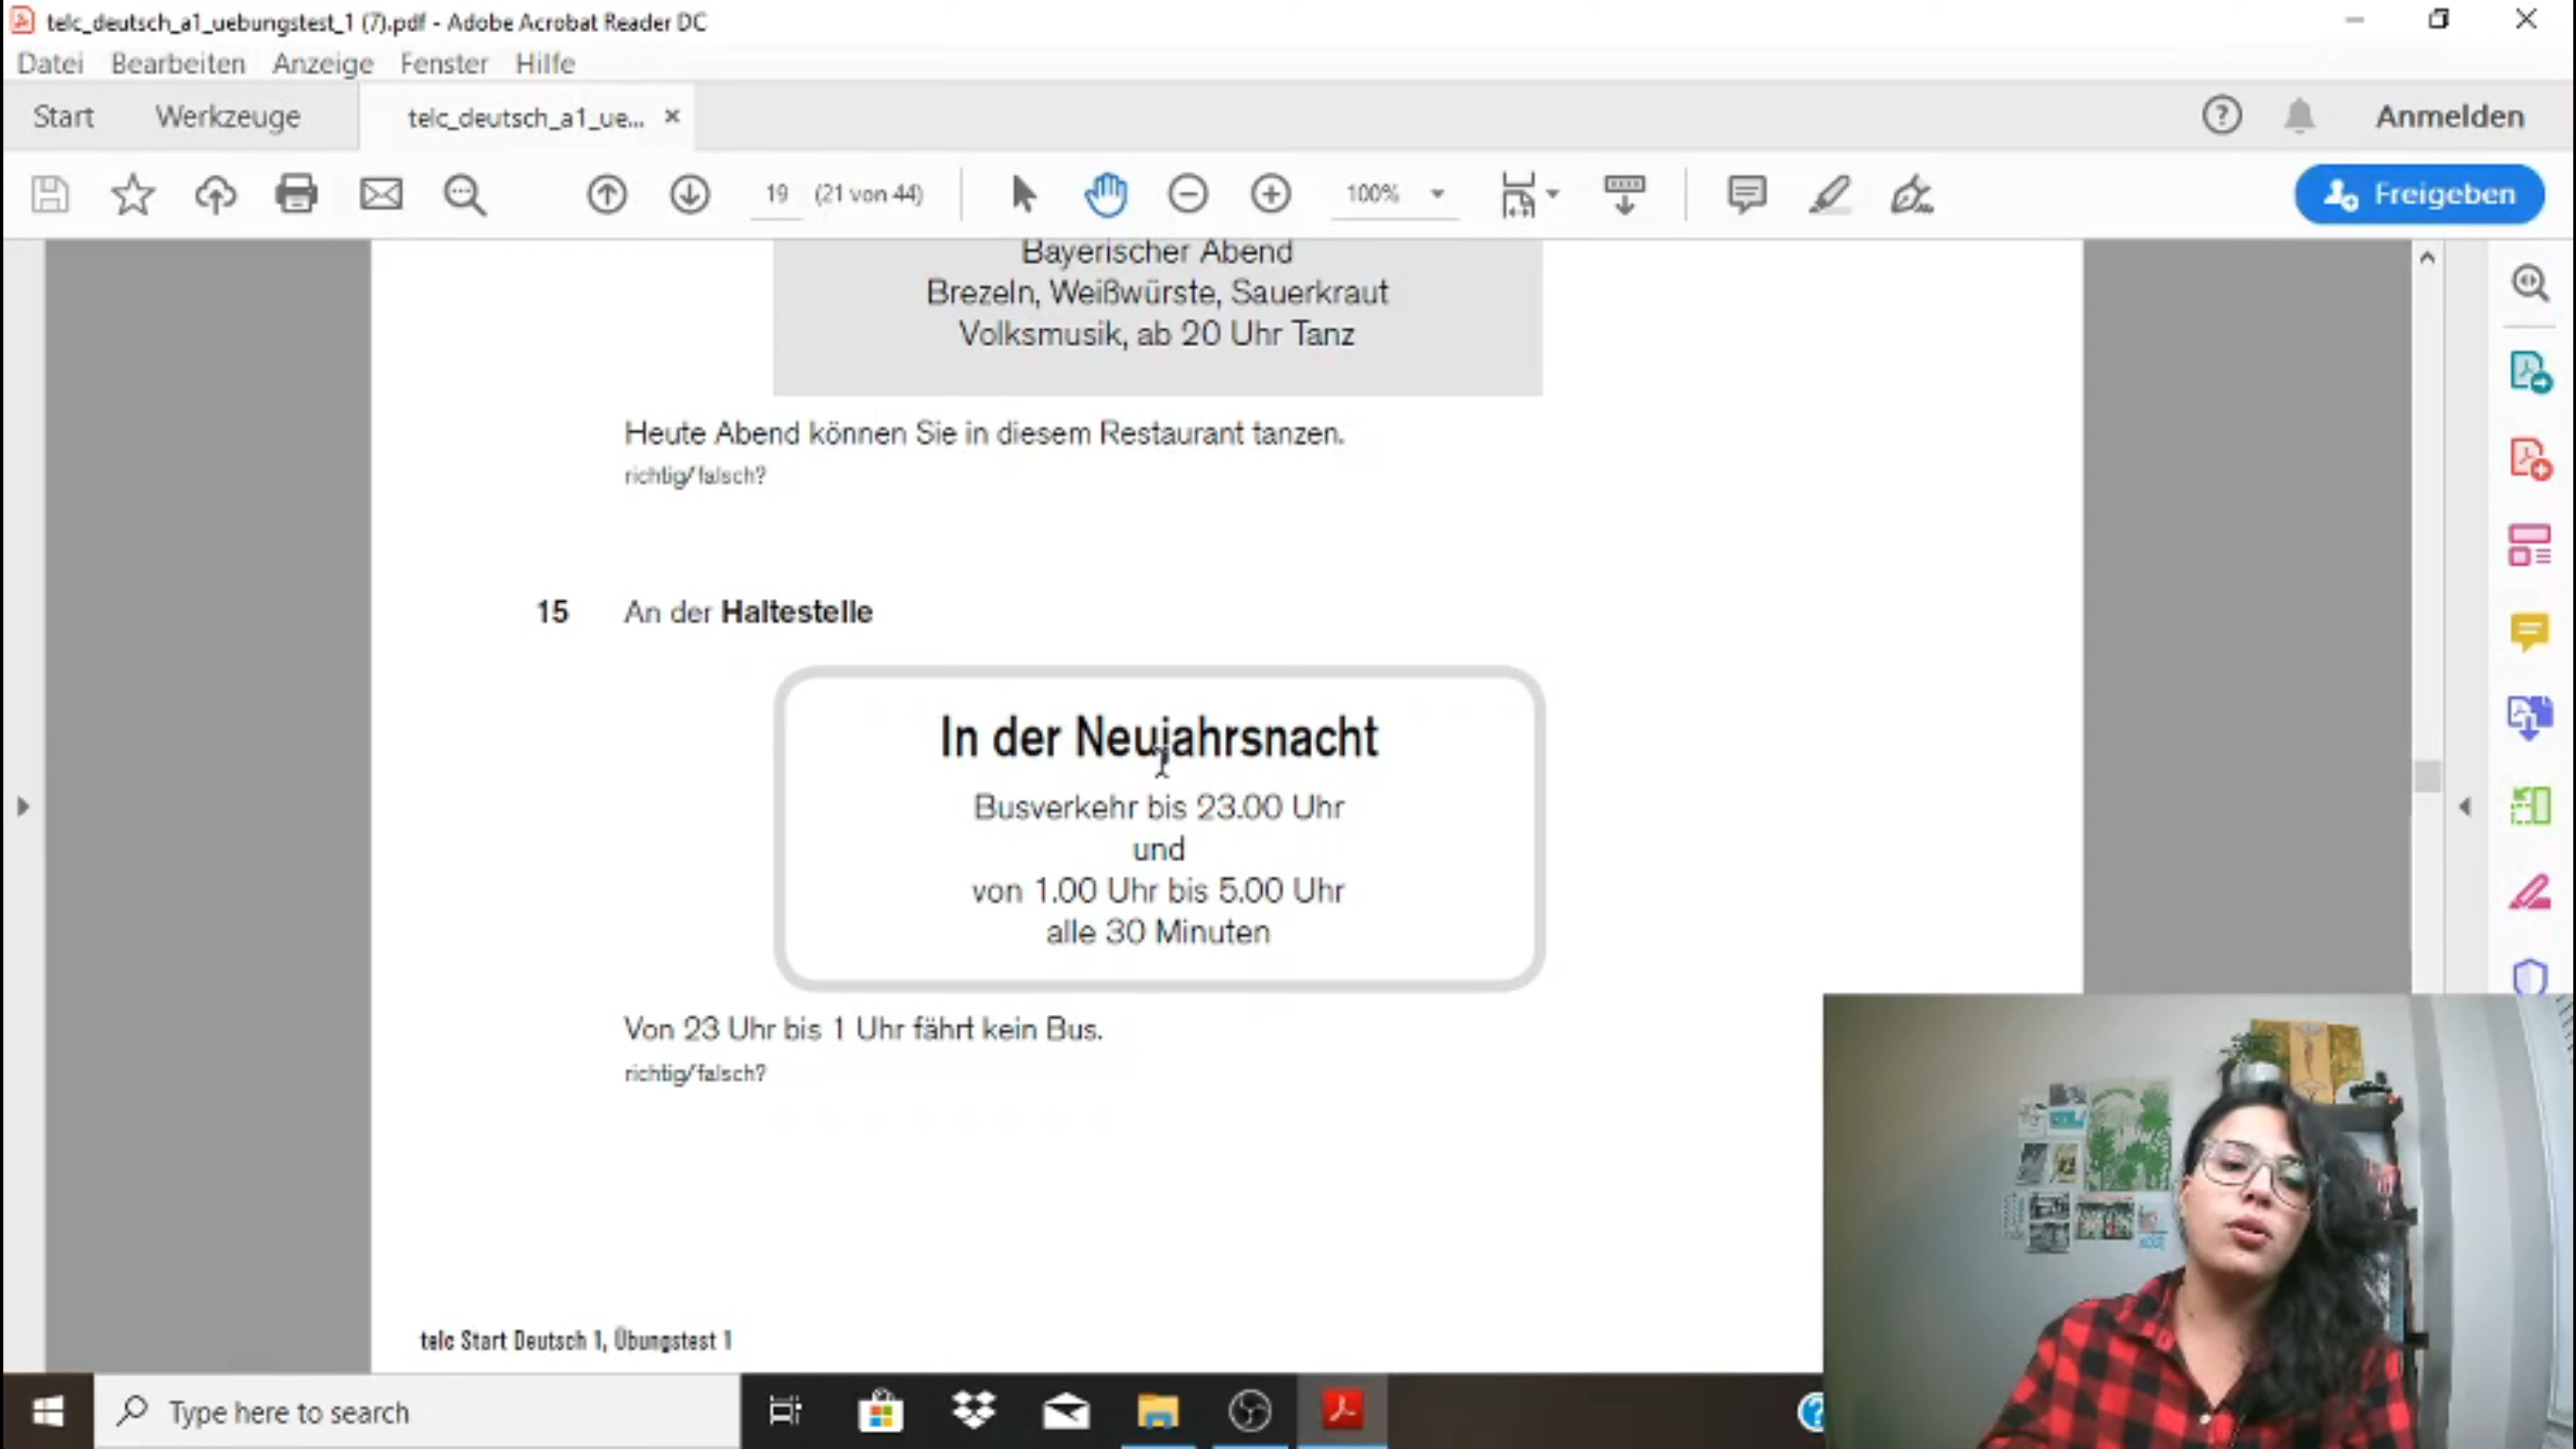 telc_deutsch_a1_uebungstest_1 (7).pdf - Adobe Acrobat Reader DC
Datei Bearbeiten Anzeige Fenster Hilfe
Start Werkzeuge telc_deutsch_a1_ue... Anmelden
19 (21 von 44) 100% Freigeben
Bayerischer Abend
Brezeln, Weißwürste, Sauerkraut
Volksmusik, ab 20 Uhr Tanz
Heute Abend können Sie in diesem Restaurant tanzen.
richtig/falsch?
15 An der Haltestelle
In der Neujahrsnacht
Busverkehr bis 23.00 Uhr
und
von 1.00 Uhr bis 5.00 Uhr
alle 30 Minuten
Von 23 Uhr bis 1 Uhr fährt kein Bus.
richtig/falsch?
telc Start Deutsch 1, Übungstest 1
Type here to search